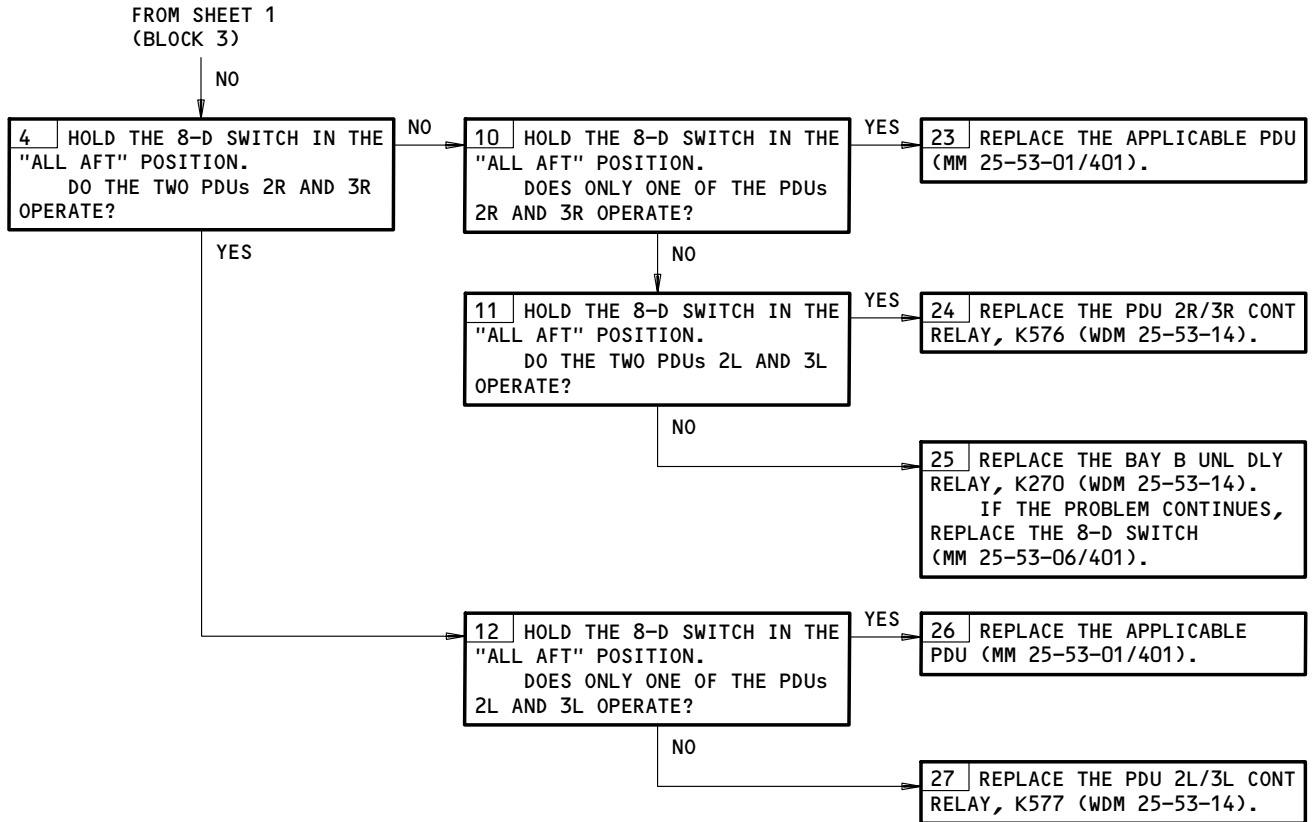 FROM SHEET 1
(BLOCK 3)
NO
4 HOLD THE 8-D SWITCH IN THE
"ALL AFT" POSITION.
DO THE TWO PDUs 2R AND 3R
OPERATE?
NO
YES
10 HOLD THE 8-D SWITCH IN THE
"ALL AFT" POSITION.
DOES ONLY ONE OF THE PDUs
2R AND 3R OPERATE?
YES
23 REPLACE THE APPLICABLE PDU
(MM 25-53-01/401).
NO
11 HOLD THE 8-D SWITCH IN THE
"ALL AFT" POSITION.
DO THE TWO PDUs 2L AND 3L
OPERATE?
YES
24 REPLACE THE PDU 2R/3R CONT
RELAY, K576 (WDM 25-53-14).
NO
25 REPLACE THE BAY B UNL DLY
RELAY, K270 (WDM 25-53-14).
IF THE PROBLEM CONTINUES,
REPLACE THE 8-D SWITCH
(MM 25-53-06/401).
12 HOLD THE 8-D SWITCH IN THE
"ALL AFT" POSITION.
DOES ONLY ONE OF THE PDUs
2L AND 3L OPERATE?
YES
26 REPLACE THE APPLICABLE
PDU (MM 25-53-01/401).
NO
27 REPLACE THE PDU 2L/3L CONT
RELAY, K577 (WDM 25-53-14).